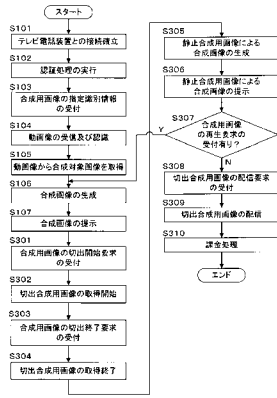 スタート
S101
テレビ電話装置との接続確立
S102
認証処理の実行
S103
合成用画像の指定識別情報
の受付
S104
動画像の受信及び認識
S105
動画像から合成対象画像を取得
S106
合成画像の生成
S107
合成画像の提示
S301
合成用画像の切出開始要求
の受付
S302
切出合成用画像の取得開始
S303
合成用画像の切出終了要求
の受付
S304
切出合成用画像の取得終了
S305
静止合成用画像による
合成画像の生成
S306
静止合成用画像による
合成画像の提示
S307
合成用画像
の再生要求の
受付有り?
Y
N
S308
切出合成用画像の配信要求
の受付
S309
切出合成用画像の配信
S310
課金処理
エンド